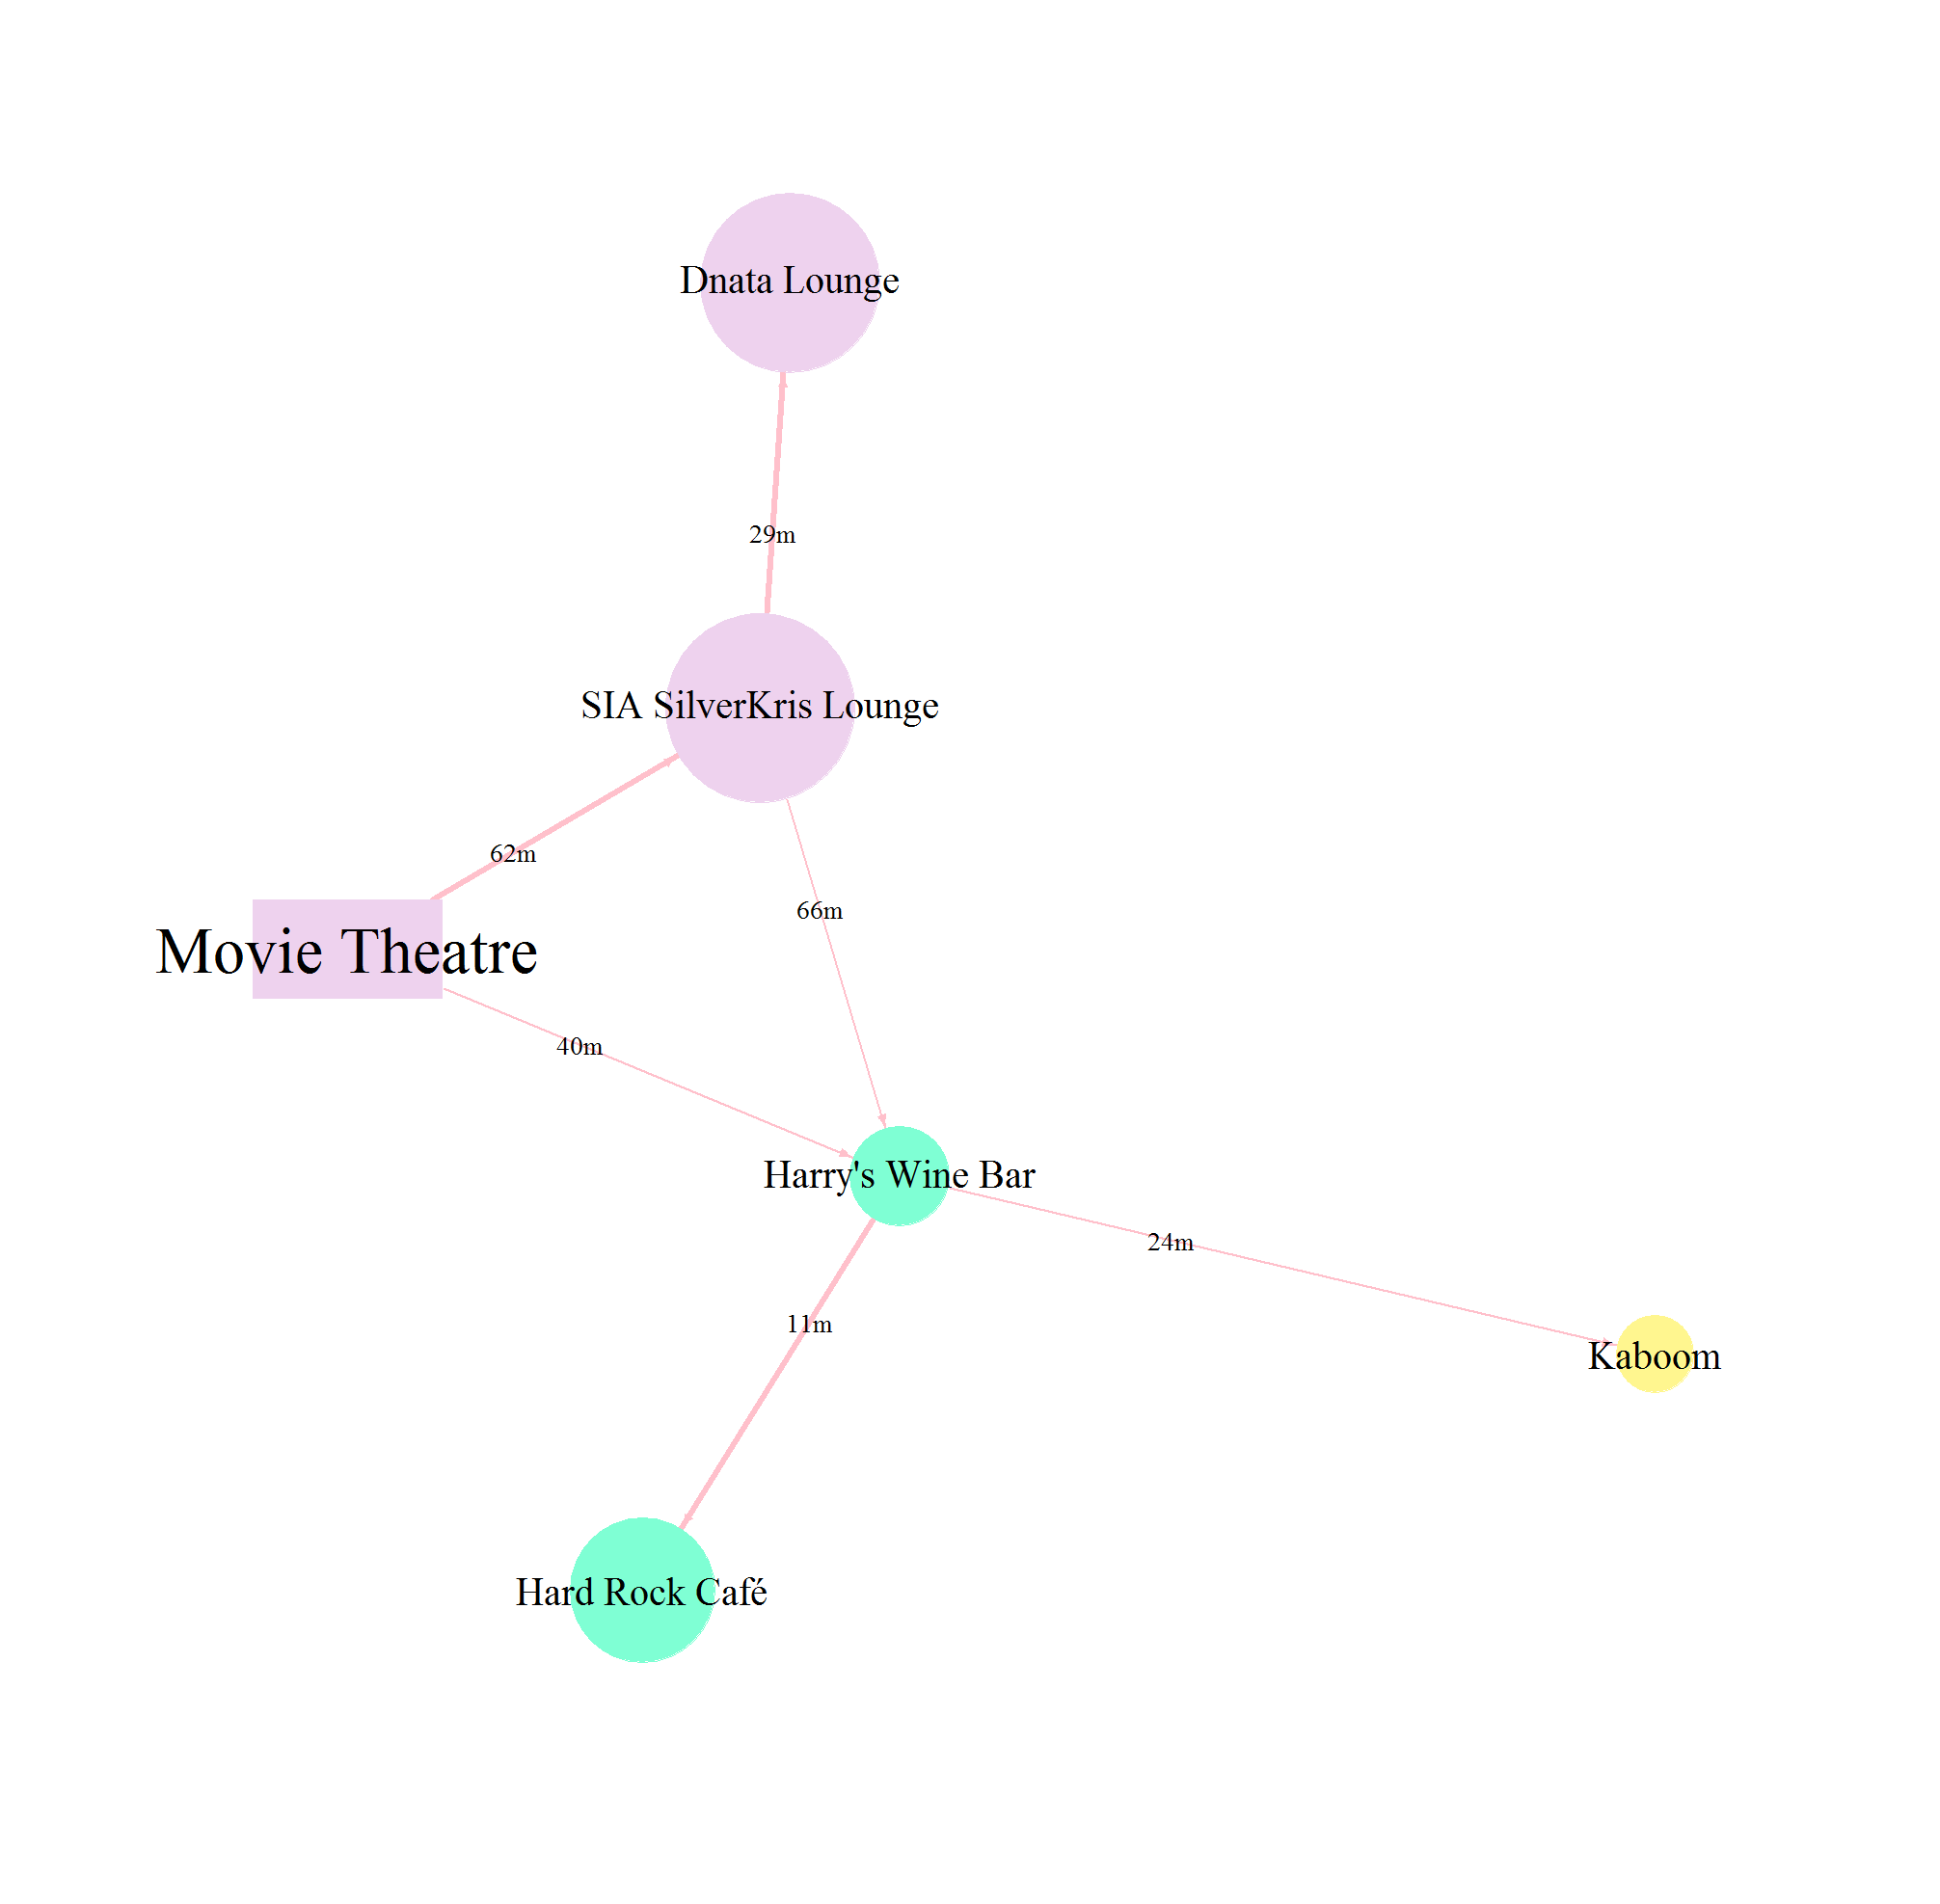 Dnata Lounge
29m
SIA SilverKris Lounge
62m
66m
Movie Theatre
40m
Harry's Wine Bar
24m
11m
Kaboom
Hard Rock Café